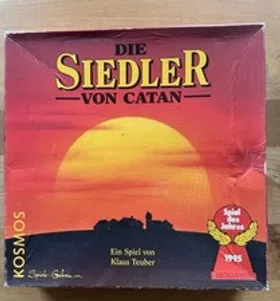 DIE
SIEDLER
VON CATAN
Spiel des
Jahres
1995
Ein Spiel von
Klaus Teuber
KOSMOS